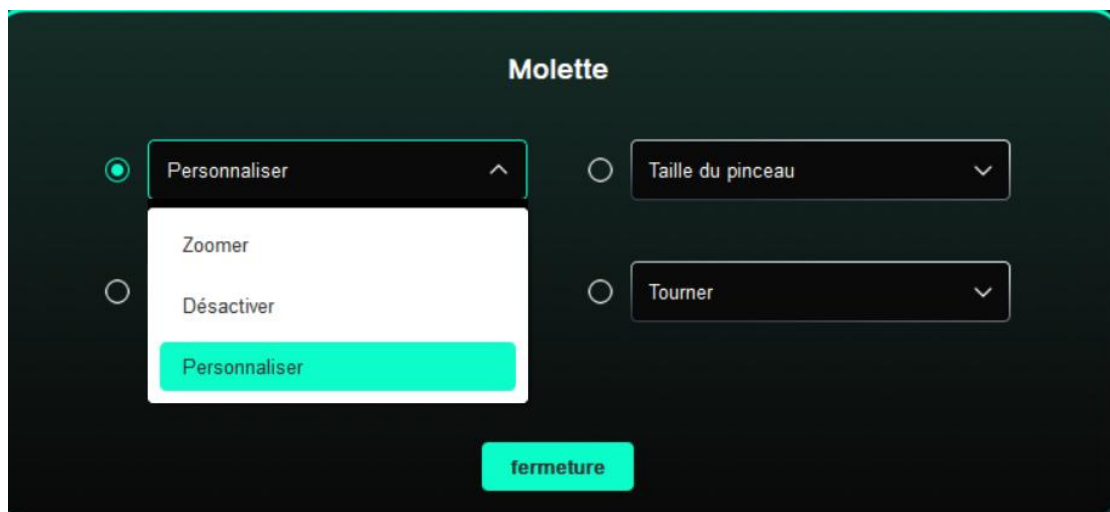 Molette
Personnaliser
Taille du pinceau
Zoomer
Désactiver
Tourner
Personnaliser
fermeture